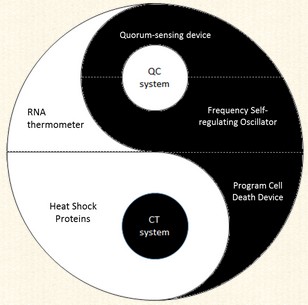 Quorum-sensing device
QC
system
RNA
thermometer
Frequency Self-
regulating Oscillator
Program Cell
Death Device
Heat Shock
Proteins
CT
system